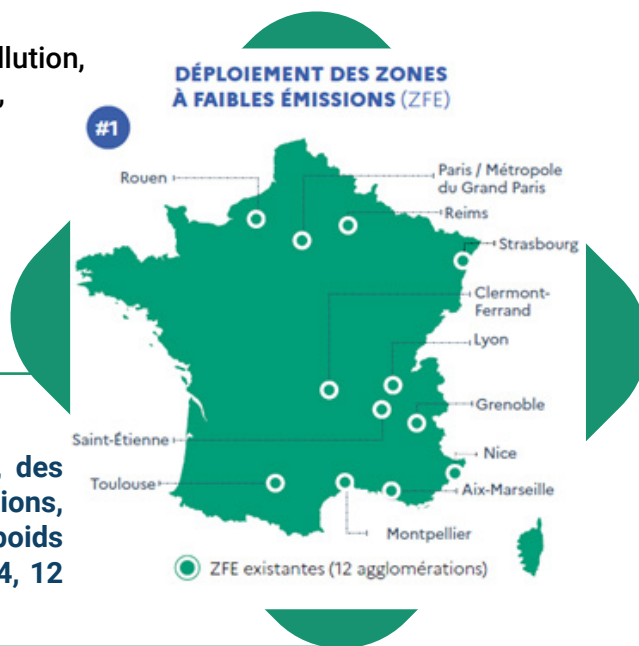 llution,
,
DÉPLOIEMENT DES ZONES
À FAIBLES ÉMISSIONS (ZFE)
#1
Rouen
Paris / Métropole
du Grand Paris
Reims
Strasbourg
Clermont-
Ferrand
Lyon
Grenoble
Saint-Étienne
Nice
Toulouse
Aix-Marseille
Montpellier
ZFE existantes (12 agglomérations)
, des
ions,
poids
4, 12